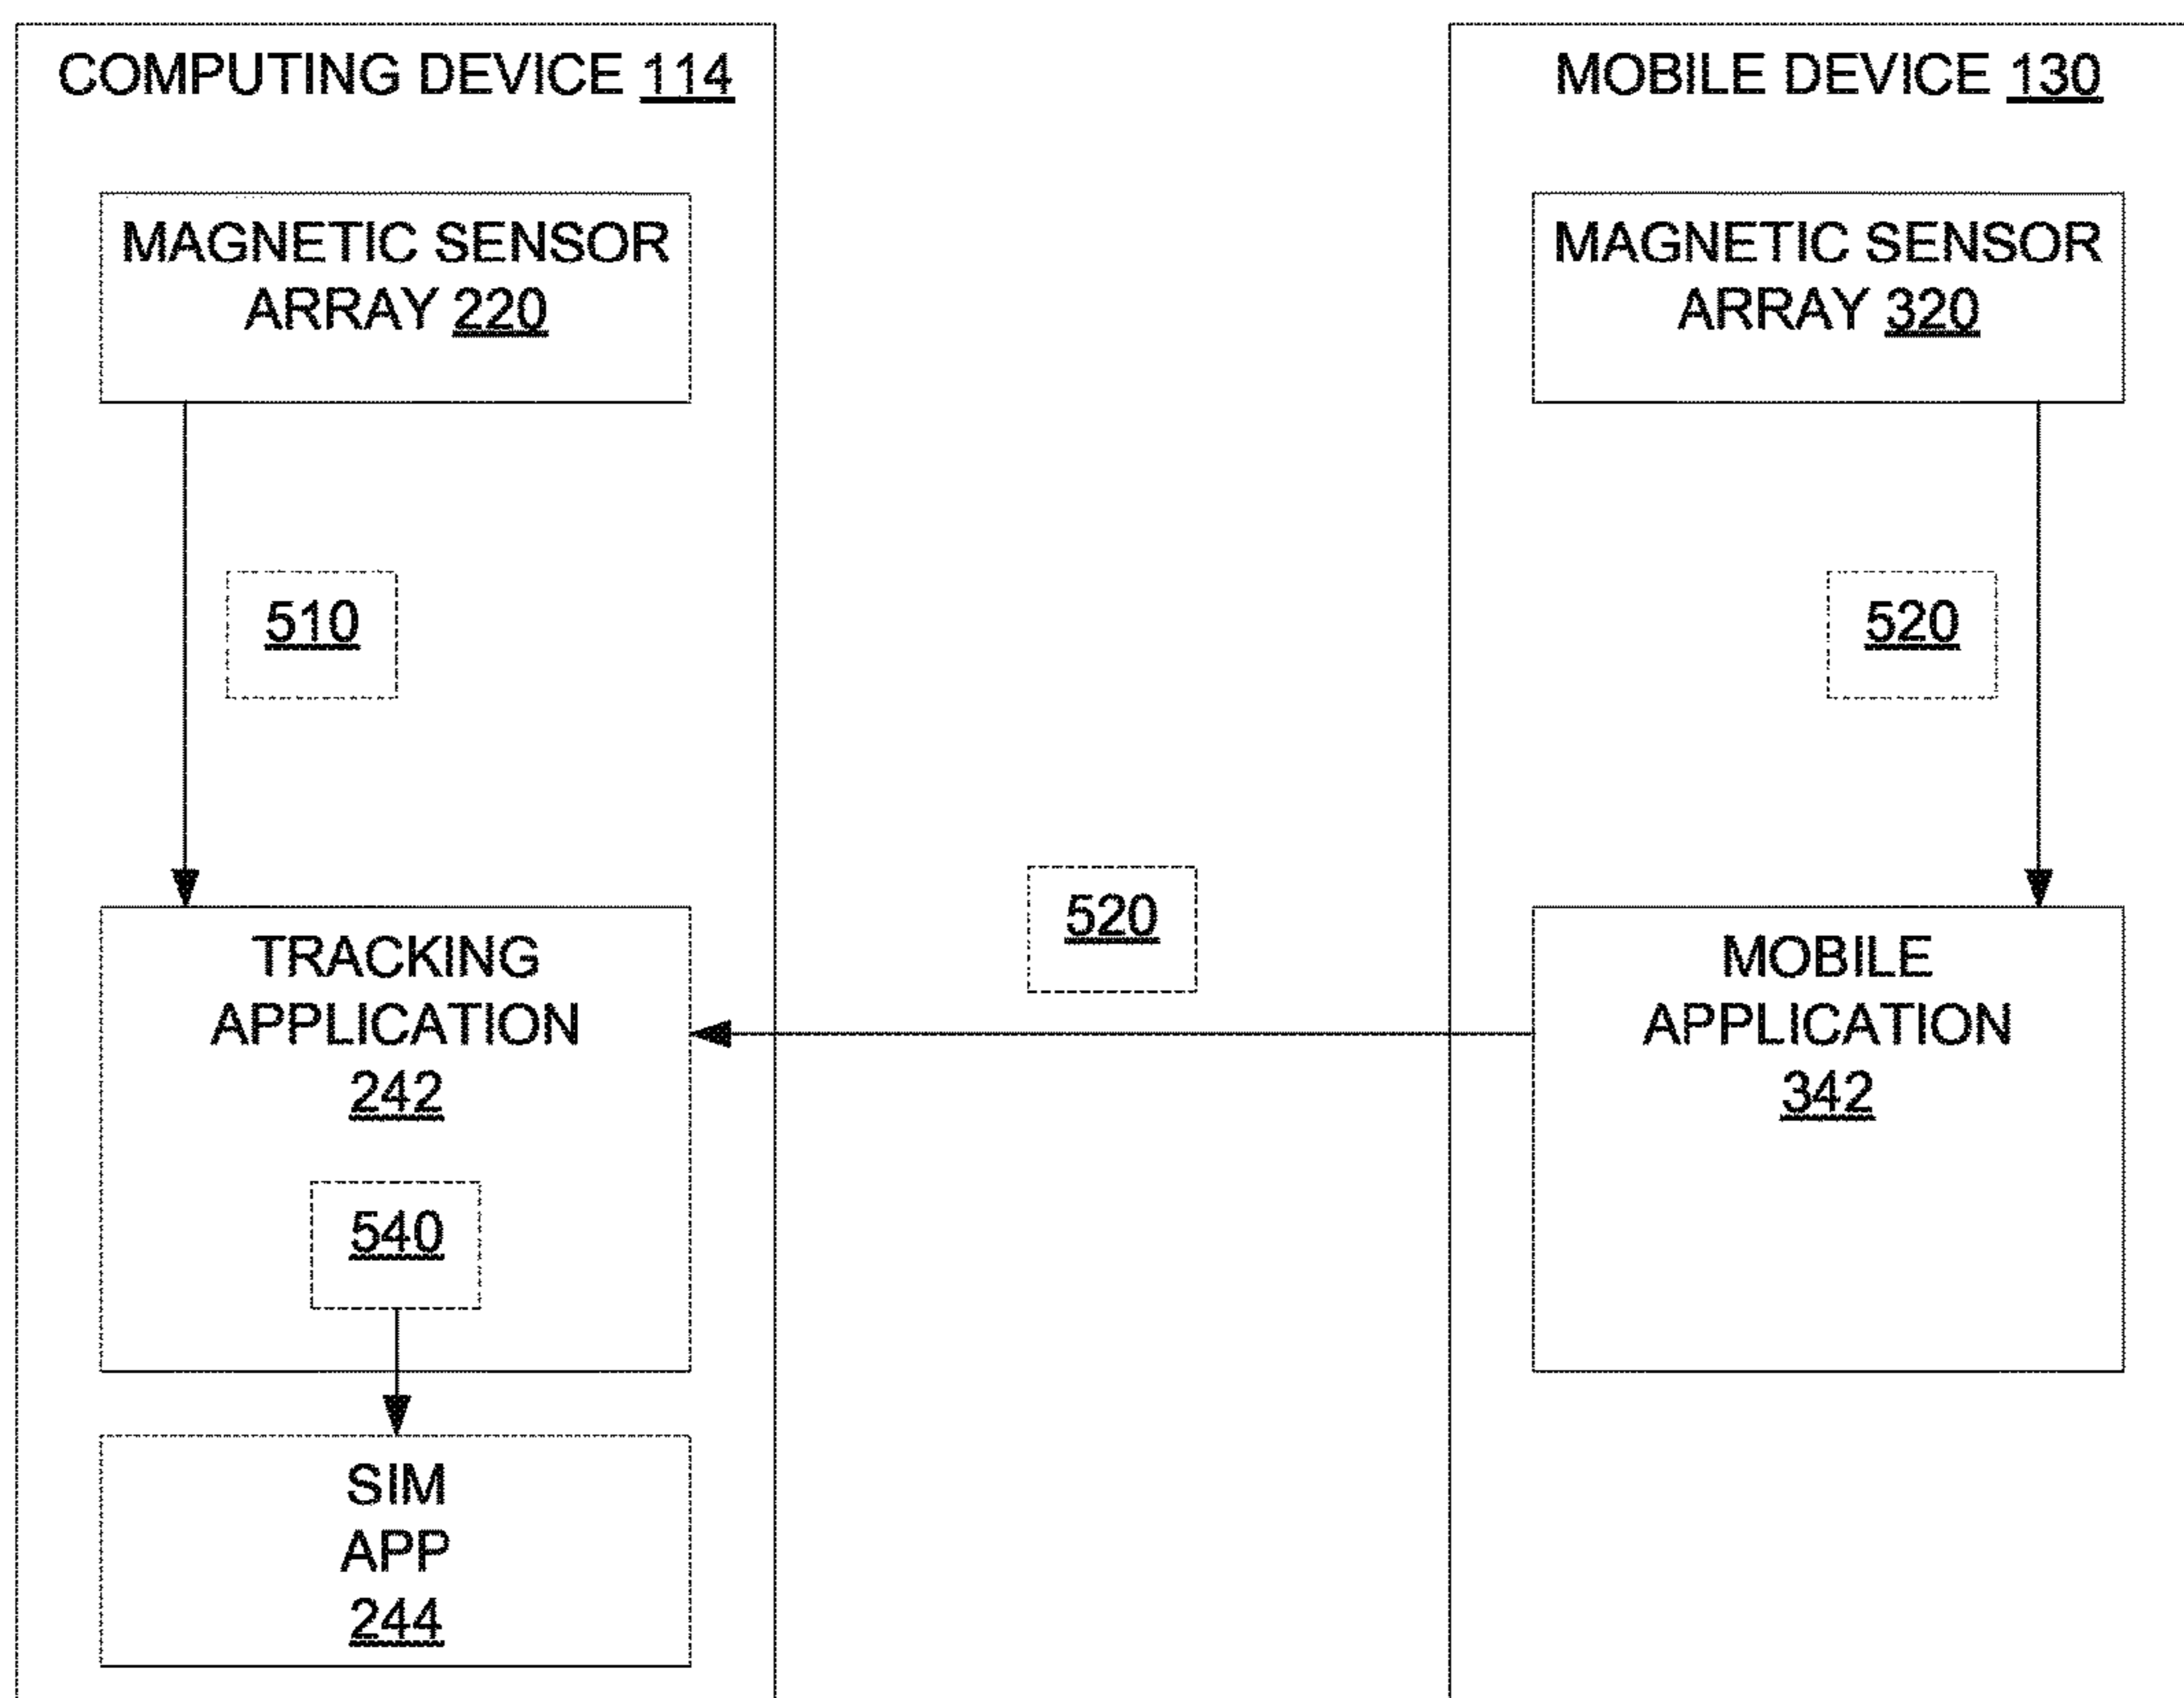 COMPUTING DEVICE 114
MAGNETIC SENSOR
ARRAY 220
510
TRACKING
APPLICATION
242
540
SIM
APP
244
520
MOBILE DEVICE 130
MAGNETIC SENSOR
ARRAY 320
520
MOBILE
APPLICATION
342